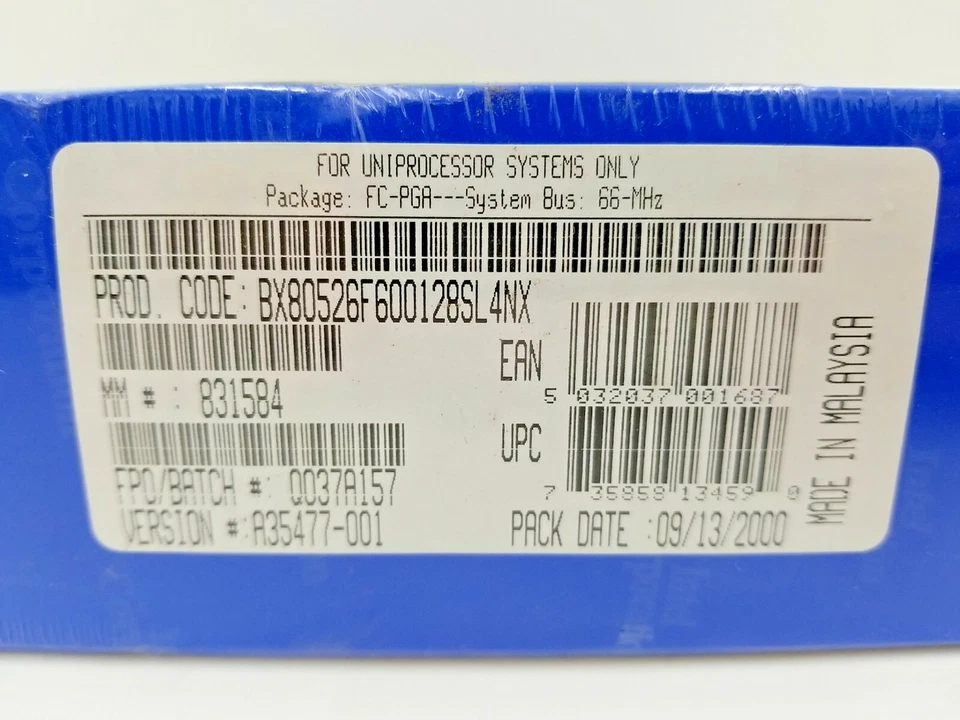 FOR UNIPROCESSOR SYSTEMS ONLY
Package: FC-PGA---System Bus: 66-MHz
PROD. CODE: BX80526F600128SL4NX
MM # : 831584
EAN
5 032037 001687
UPC
7 35858 13459 0
FPO/BATCH #: Q037A157
VERSION #: A35477-001
PACK DATE :09/13/2000
MADE IN MALAYSIA